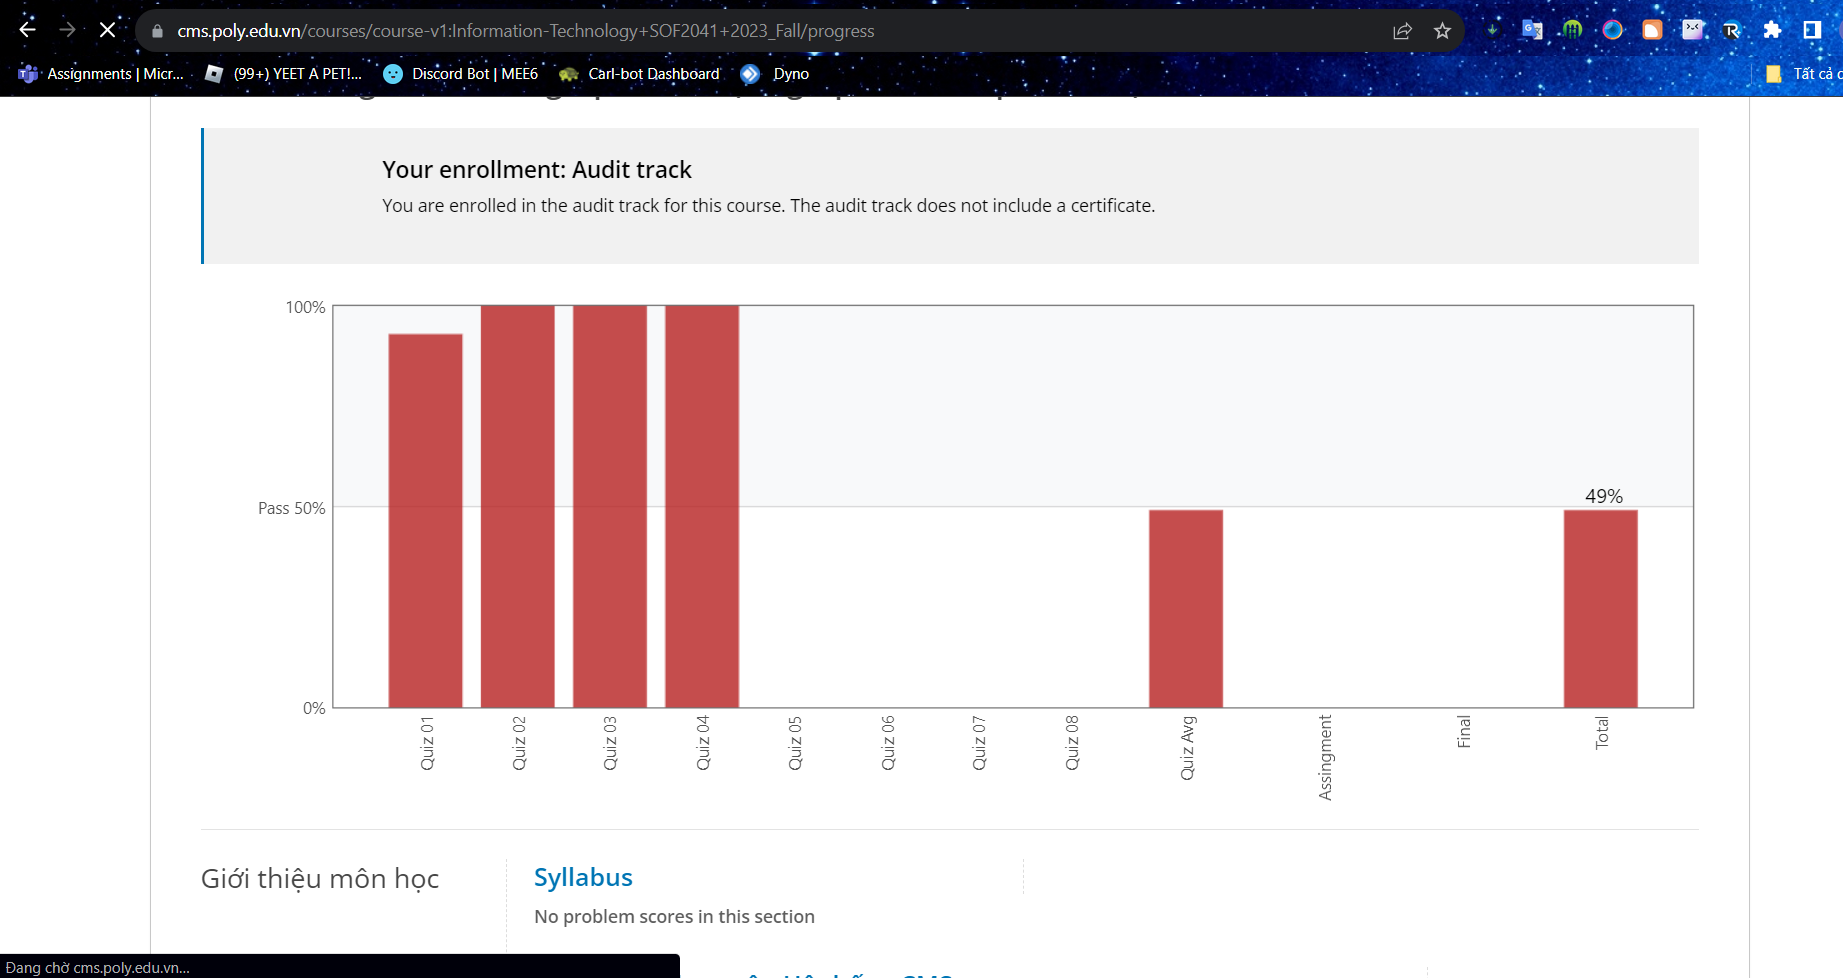 cms.poly.edu.vn/courses/course-v1:Information-Technology+SOF2041+2023_Fall/progress
Assignments | Micr... (99+) YEET A PET!... Discord Bot | MEE6 Carl-bot Dashboard Dyno Tất cả
Your enrollment: Audit track
You are enrolled in the audit track for this course. The audit track does not include a certificate.
100%
Pass 50%
0%
49%
Quiz 01
Quiz 02
Quiz 03
Quiz 04
Quiz 05
Quiz 06
Quiz 07
Quiz 08
Quiz Avg
Assingment
Final
Total
Giới thiệu môn học
Syllabus
No problem scores in this section
Đang chờ cms.poly.edu.vn...